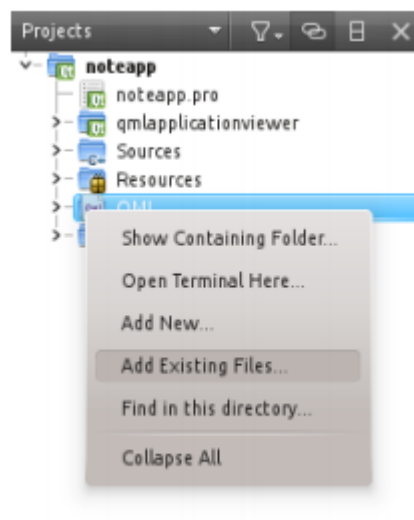 Projects
noteapp
noteapp.pro
qmlapplicationviewer
Sources
Resources
QML
Show Containing Folder...
Open Terminal Here...
Add New...
Add Existing Files...
Find in this directory...
Collapse All